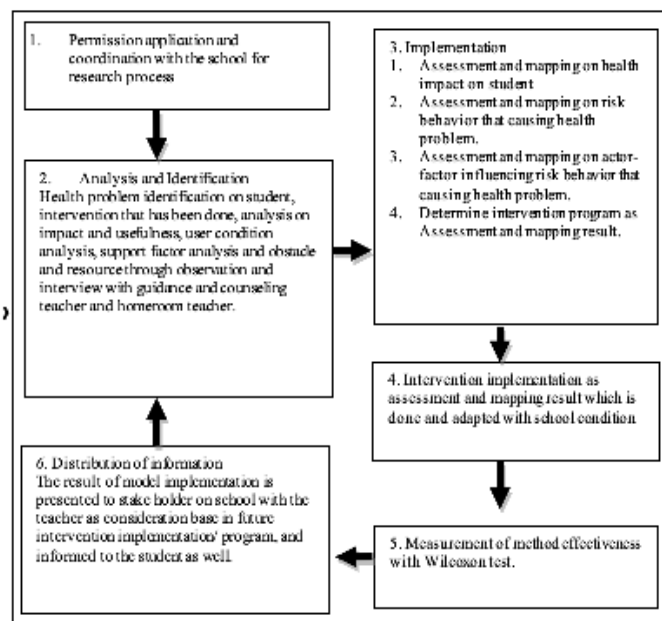 1. Permission application and
coordination with the school for
research process
2. Analysis and Identification
Health problem identification on student,
intervention that has been done, analysis on
impact and usefulness, user condition
analysis, support factor analysis and obstacle
and resource through observation and
interview with guidance and counseling
teacher and homeroom teacher.
3. Implementation
1. Assessment and mapping on health
impact on student
2. Assessment and mapping on risk
behavior that causing health
problem.
3. Assessment and mapping on actor-
factor influencing risk behavior that
causing health problem.
4. Determine intervention program as
Assessment and mapping result.
4. Intervention implementation as
assessment and mapping result which is
done and adapted with school condition
5. Measurement of method effectiveness
with Wilcoxon test.
6. Distribution of information
The result of model implementation is
presented to stake holder on school with the
teacher as consideration base in future
intervention implementation' program, and
informed to the student as well.